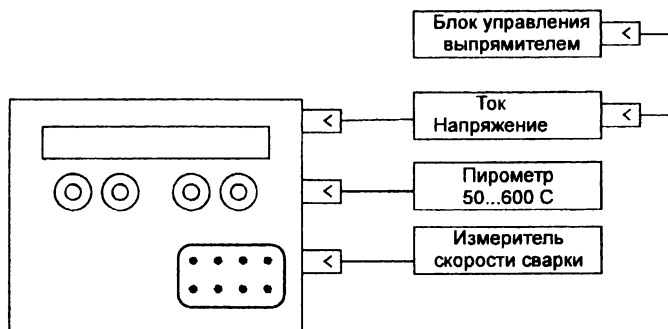 Блок управления
выпрямителем
Ток
Напряжение
Пирометр
50...600 С
Измеритель
скорости сварки